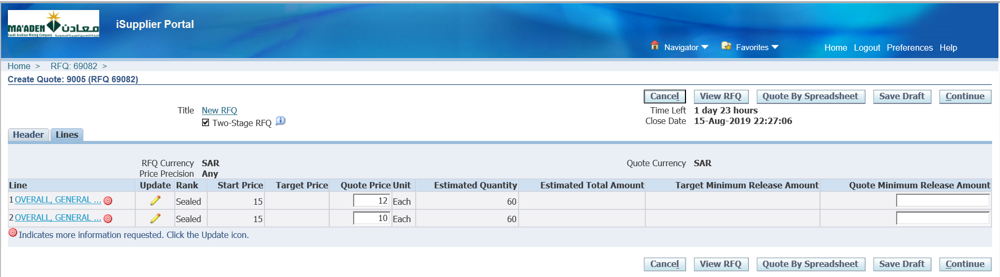 MA'ADEN معادن
Saudi Arabian Mining Company شركة التعدين العربية السعودية
iSupplier Portal
Navigator Favorites Home Logout Preferences Help
Home > RFQ: 69082 >
Create Quote: 9005 (RFQ 69082)
Cancel View RFQ Quote By Spreadsheet Save Draft Continue
Title New RFQ
Time Left 1 day 23 hours
Two-Stage RFQ
Close Date 15-Aug-2019 22:27:06
Header Lines
RFQ Currency SAR Quote Currency SAR
Price Precision Any
Line Update Rank Start Price Target Price Quote Price Unit Estimated Quantity Estimated Total Amount Target Minimum Release Amount Quote Minimum Release Amount
1 OVERALL, GENERAL ... Sealed 15 12 Each 60
2 OVERALL, GENERAL ... Sealed 15 10 Each 60
Indicates more information requested. Click the Update icon.
Cancel View RFQ Quote By Spreadsheet Save Draft Continue